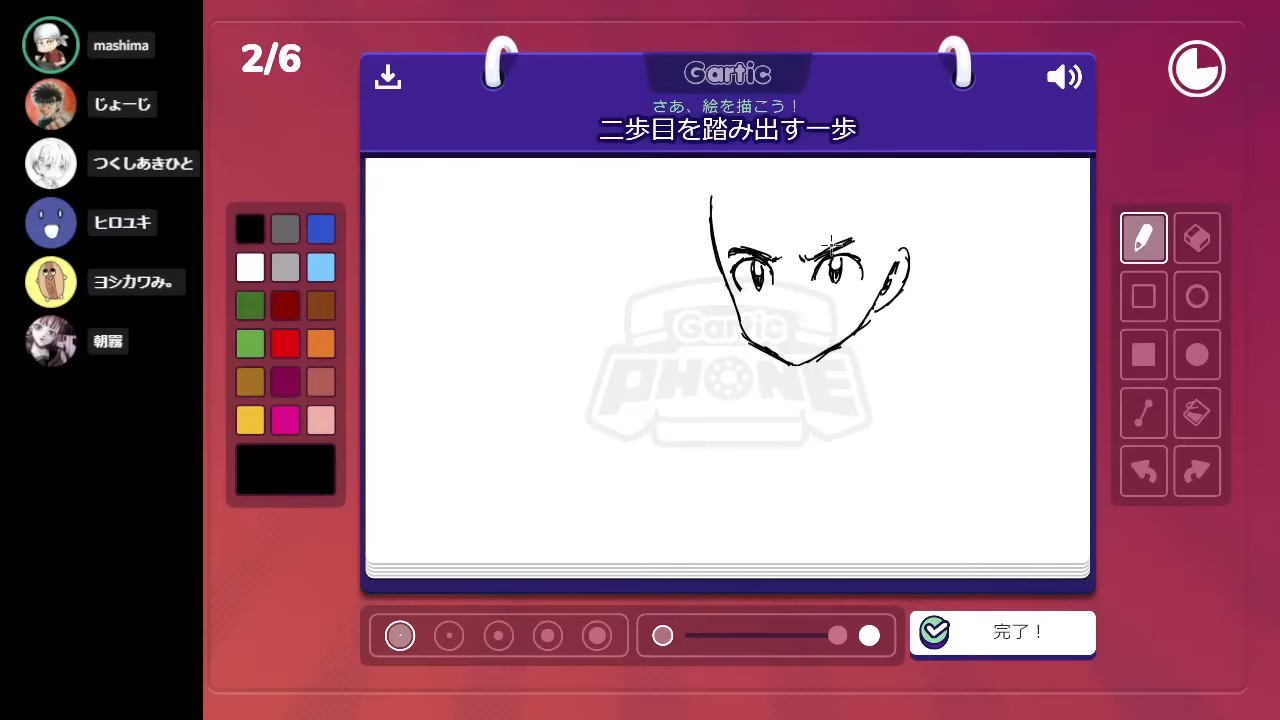 mashima
じょーじ
つくしあきひと
ヒロユキ
ヨシカワみ。
朝霧
2/6
Gartic
さあ、絵を描こう！
二歩目を踏み出す一歩
Gartic
PHONE
完了！